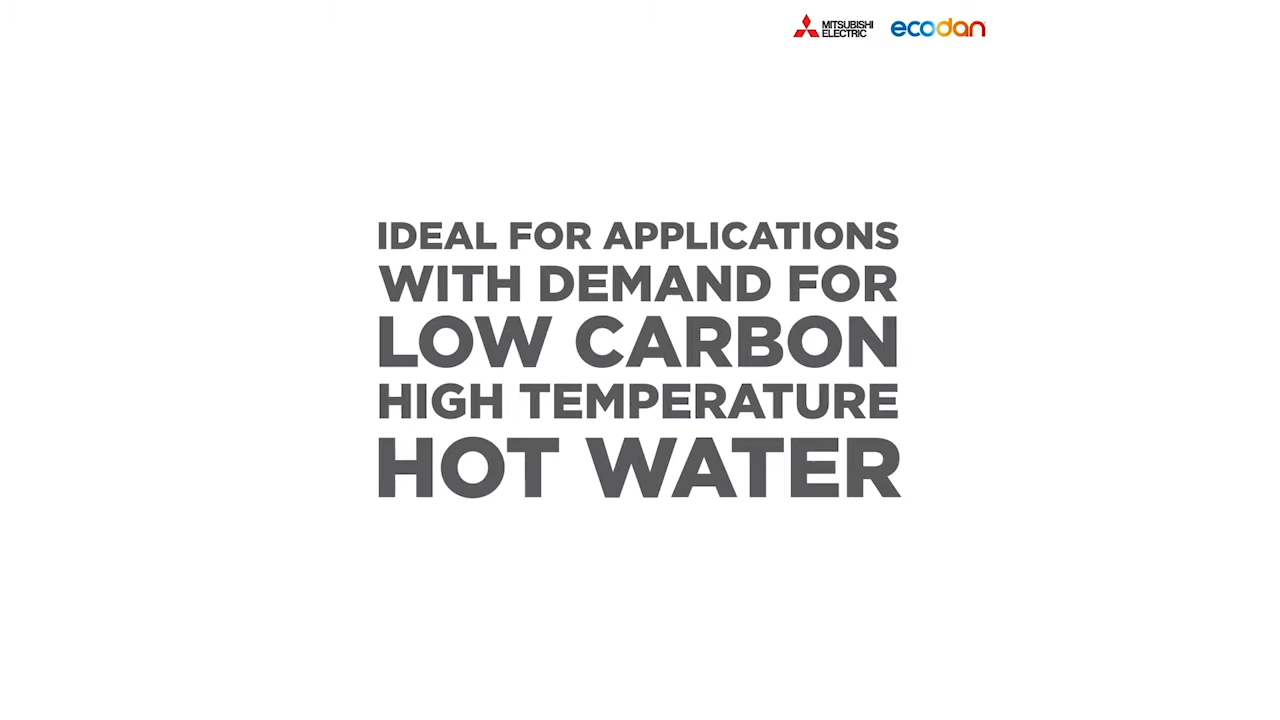 MITSUBISHI
ELECTRIC
ecodan
IDEAL FOR APPLICATIONS
WITH DEMAND FOR
LOW CARBON
HIGH TEMPERATURE
HOT WATER